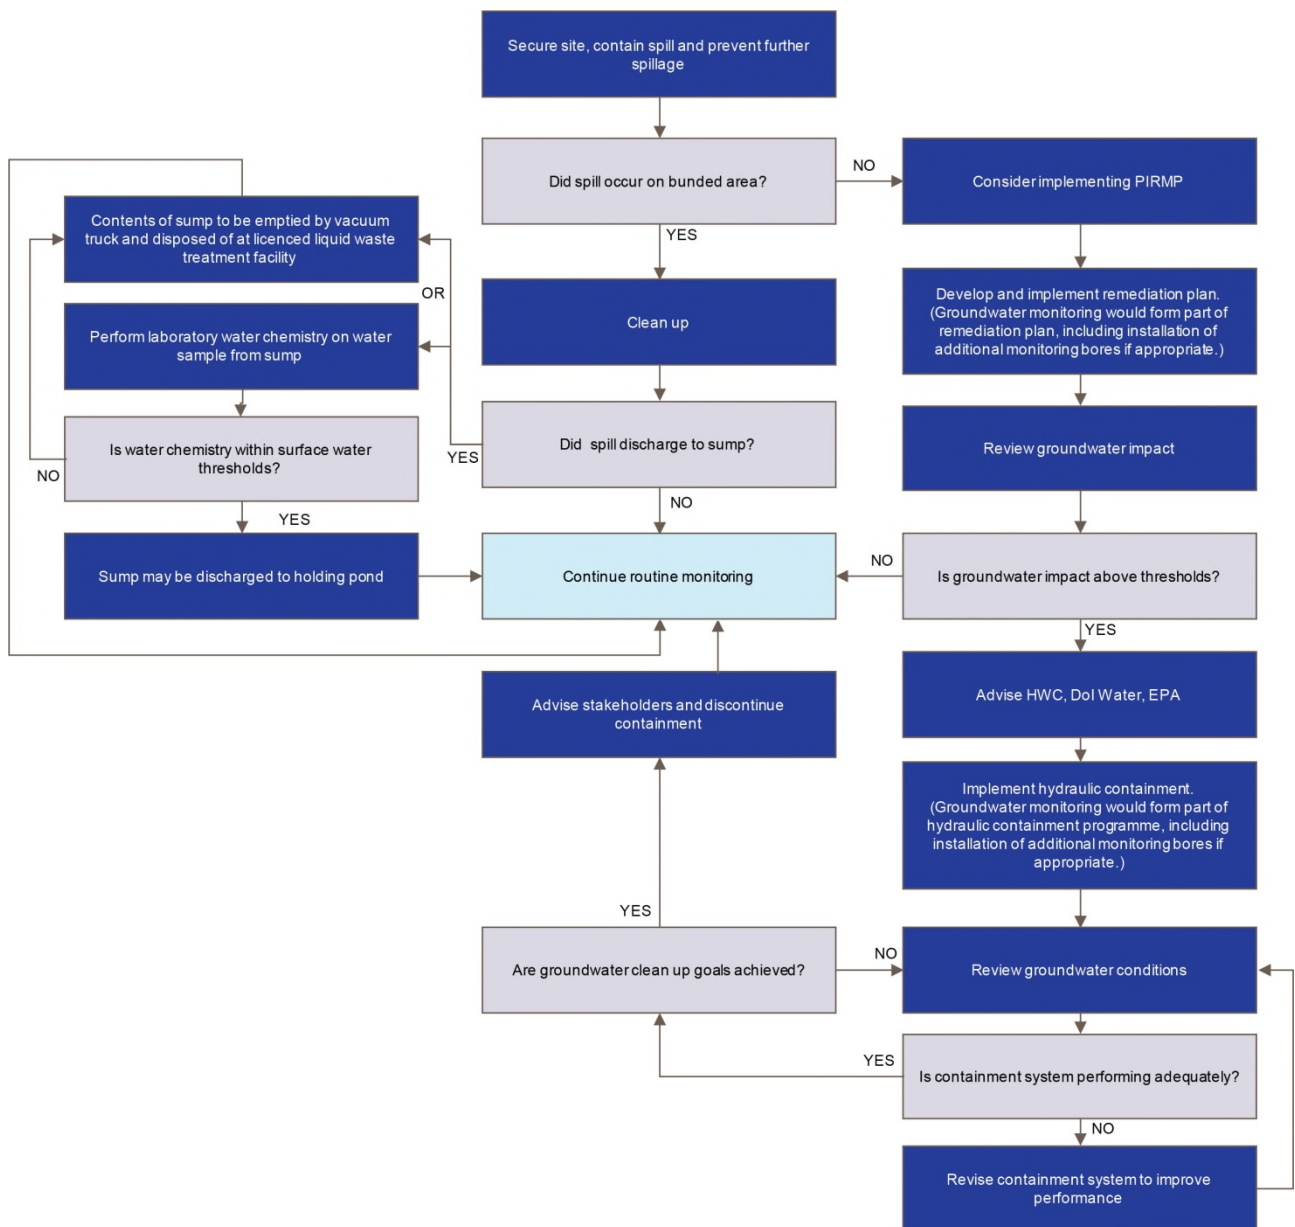 Secure site, contain spill and prevent further
spillage
Did spill occur on bunded area?
NO
Consider implementing PIRMP
YES
Contents of sump to be emptied by vacuum
truck and disposed of at licenced liquid waste
treatment facility
OR
Perform laboratory water chemistry on water
sample from sump
Clean up
Develop and implement remediation plan.
(Groundwater monitoring would form part of
remediation plan, including installation of
additional monitoring bores if appropriate.)
Is water chemistry within surface water
thresholds?
NO
YES
Did spill discharge to sump?
YES
NO
Review groundwater impact
Sump may be discharged to holding pond
Continue routine monitoring
NO
Is groundwater impact above thresholds?
YES
Advise stakeholders and discontinue
containment
Advise HWC, DoI Water, EPA
Implement hydraulic containment.
(Groundwater monitoring would form part of
hydraulic containment programme, including
installation of additional monitoring bores if
appropriate.)
YES
Are groundwater clean up goals achieved?
NO
Review groundwater conditions
YES
Is containment system performing adequately?
NO
Revise containment system to improve
performance